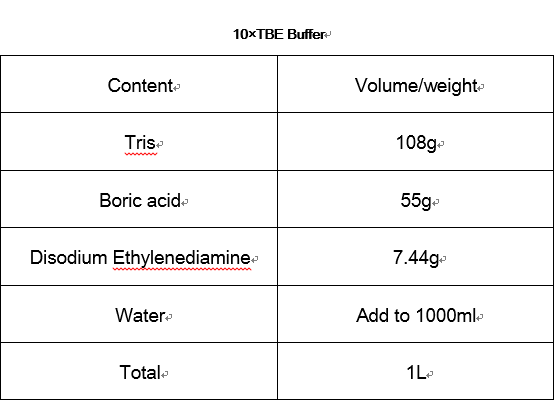 10×TBE Buffer
Content Volume/weight
Tris 108g
Boric acid 55g
Disodium Ethylenediamine 7.44g
Water Add to 1000ml
Total 1L